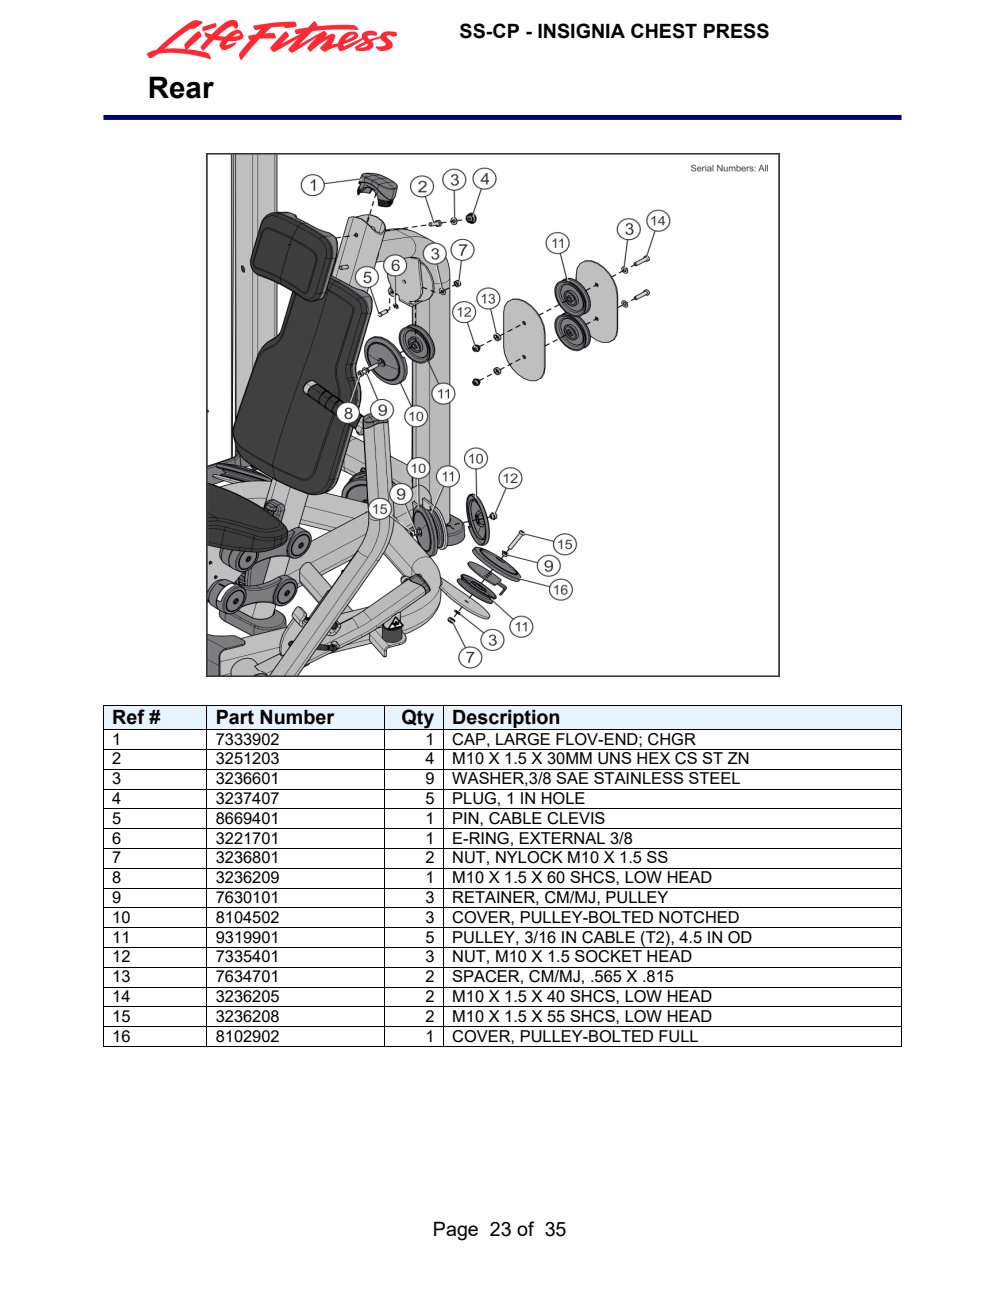 Life Fitness
SS-CP - INSIGNIA CHEST PRESS
Rear
Serial Numbers: All
1
2
3
4
14
3
11
7
3
6
5
13
12
11
10
9
8
10
10
11
12
9
15
15
9
16
11
3
7
Ref # Part Number Qty Description
1 7333902 1 CAP, LARGE FLOV-END; CHGR
2 3251203 4 M10 X 1.5 X 30MM UNS HEX CS ST ZN
3 3236601 9 WASHER,3/8 SAE STAINLESS STEEL
4 3237407 5 PLUG, 1 IN HOLE
5 8669401 1 PIN, CABLE CLEVIS
6 3221701 1 E-RING, EXTERNAL 3/8
7 3236801 2 NUT, NYLOCK M10 X 1.5 SS
8 3236209 1 M10 X 1.5 X 60 SHCS, LOW HEAD
9 7630101 3 RETAINER, CM/MJ, PULLEY
10 8104502 3 COVER, PULLEY-BOLTED NOTCHED
11 9319901 5 PULLEY, 3/16 IN CABLE (T2), 4.5 IN OD
12 7335401 3 NUT, M10 X 1.5 SOCKET HEAD
13 7634701 2 SPACER, CM/MJ, .565 X .815
14 3236205 2 M10 X 1.5 X 40 SHCS, LOW HEAD
15 3236208 2 M10 X 1.5 X 55 SHCS, LOW HEAD
16 8102902 1 COVER, PULLEY-BOLTED FULL
Page 23 of 35